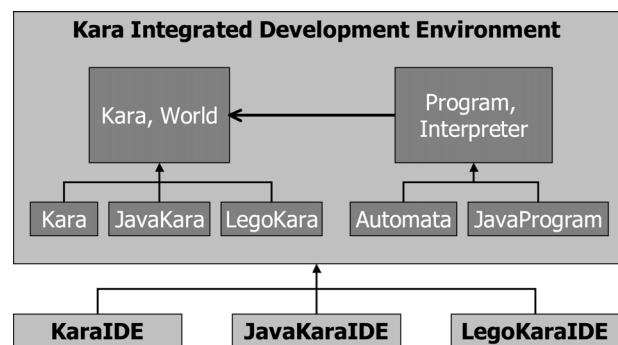 Kara Integrated Development Environment
Kara, World
Program,
Interpreter
Kara
JavaKara
LegoKara
Automata
JavaProgram
KaraIDE
JavaKaraIDE
LegoKaraIDE